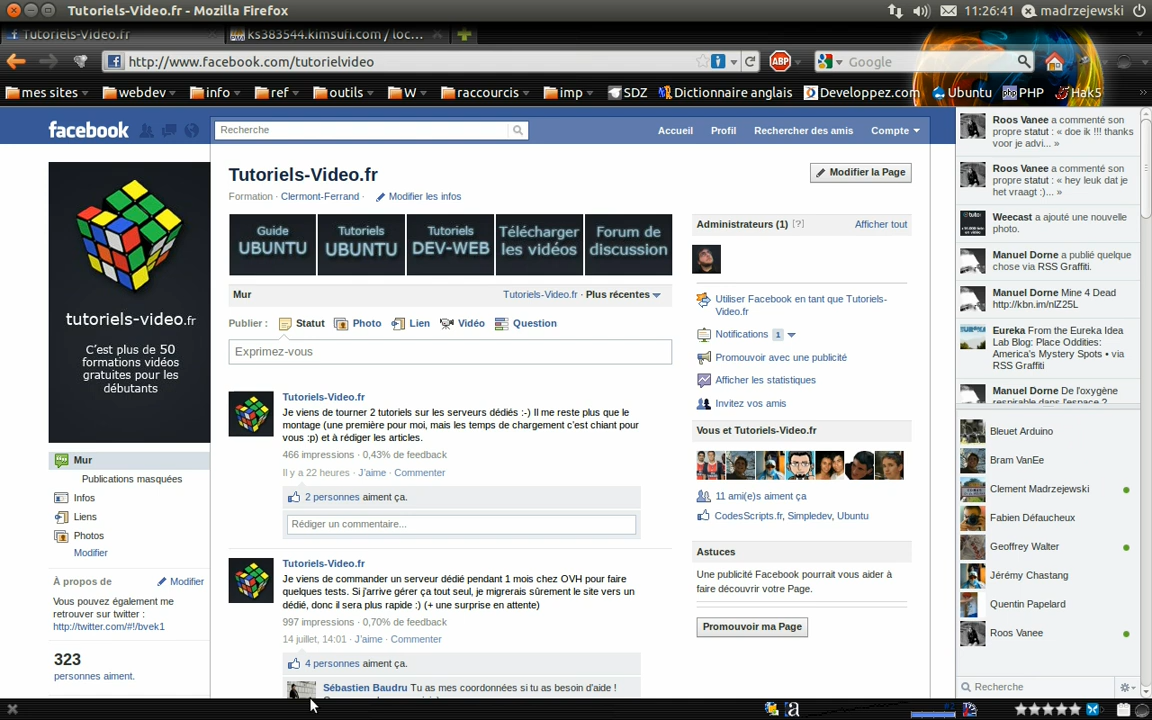 Tutoriels-Video.fr - Mozilla Firefox
11:26:41
madrzejewski
Tutoriels-Video.fr
ks383544.kimsufi.com / loc...
http://www.facebook.com/tutorielvideo
ABP
Google
mes sites
webdev
info
ref
outils
W
raccourcis
imp
SDZ
Dictionnaire anglais
Developpez.com
Ubuntu
PHP
Hak5
facebook
Recherche
Accueil
Profil
Rechercher des amis
Compte
tutoriels-video.fr
C'est plus de 50
formations vidéos
gratuites pour les
débutants
Mur
Publications masquées
Infos
Liens
Photos
Modifier
À propos de
Modifier
Vous pouvez également me
retrouver sur twitter :
http://twitter.com/#!/bvek1
323
personnes aiment.
Tutoriels-Video.fr
Formation · Clermont-Ferrand ·
Modifier les infos
Guide
UBUNTU
Tutoriels
UBUNTU
Tutoriels
DEV-WEB
Télécharger
les vidéos
Forum de
discussion
Mur
Tutoriels-Video.fr · Plus récentes
Publier :
Statut
Photo
Lien
Vidéo
Question
Exprimez-vous
Tutoriels-Video.fr
Je viens de tourner 2 tutoriels sur les serveurs dédiés :-) Il me reste plus que le
montage (une première pour moi, mais les temps de chargement c'est chiant pour
vous :p) et à rédiger les articles.
466 impressions · 0,43% de feedback
Il y a 22 heures · J'aime · Commenter
2 personnes aiment ça.
Rédiger un commentaire...
Tutoriels-Video.fr
Je viens de commander un serveur dédié pendant 1 mois chez OVH pour faire
quelques tests. Si j'arrive gérer ça tout seul, je migrerais sûrement le site vers un
dédié, donc il sera plus rapide :) (+ une surprise en attente)
997 impressions · 0,70% de feedback
14 juillet, 14:01 · J'aime · Commenter
4 personnes aiment ça.
Sébastien Baudru Tu as mes coordonnées si tu as besoin d'aide !
Modifier la Page
Administrateurs (1) [?]
Afficher tout
Utiliser Facebook en tant que Tutoriels-
Video.fr
Notifications 1
Promouvoir avec une publicité
Afficher les statistiques
Invitez vos amis
Vous et Tutoriels-Video.fr
11 ami(e)s aiment ça
CodesScripts.fr, Simpledev, Ubuntu
Astuces
Une publicité Facebook pourrait vous aider à
faire découvrir votre Page.
Promouvoir ma Page
Roos Vanee a commenté son
propre statut : « doe ik !!! thanks
voor je advi... »
Roos Vanee a commenté son
propre statut : « hey leuk dat je
het vraagt :)... »
Weecast a ajouté une nouvelle
photo.
Manuel Dorne a publié quelque
chose via RSS Graffiti.
Manuel Dorne Mine 4 Dead
http://kbn.im/nlZ25L
Eureka From the Eureka Idea
Lab Blog: Place Oddities:
America's Mystery Spots • via
RSS Graffiti
Manuel Dorne De l'oxygène
respirable dans l'espace ?
Bleuet Arduino
Bram VanEe
Clement Madrzejewski
Fabien Défaucheux
Geoffrey Walter
Jérémy Chastang
Quentin Papelard
Roos Vanee
Recherche